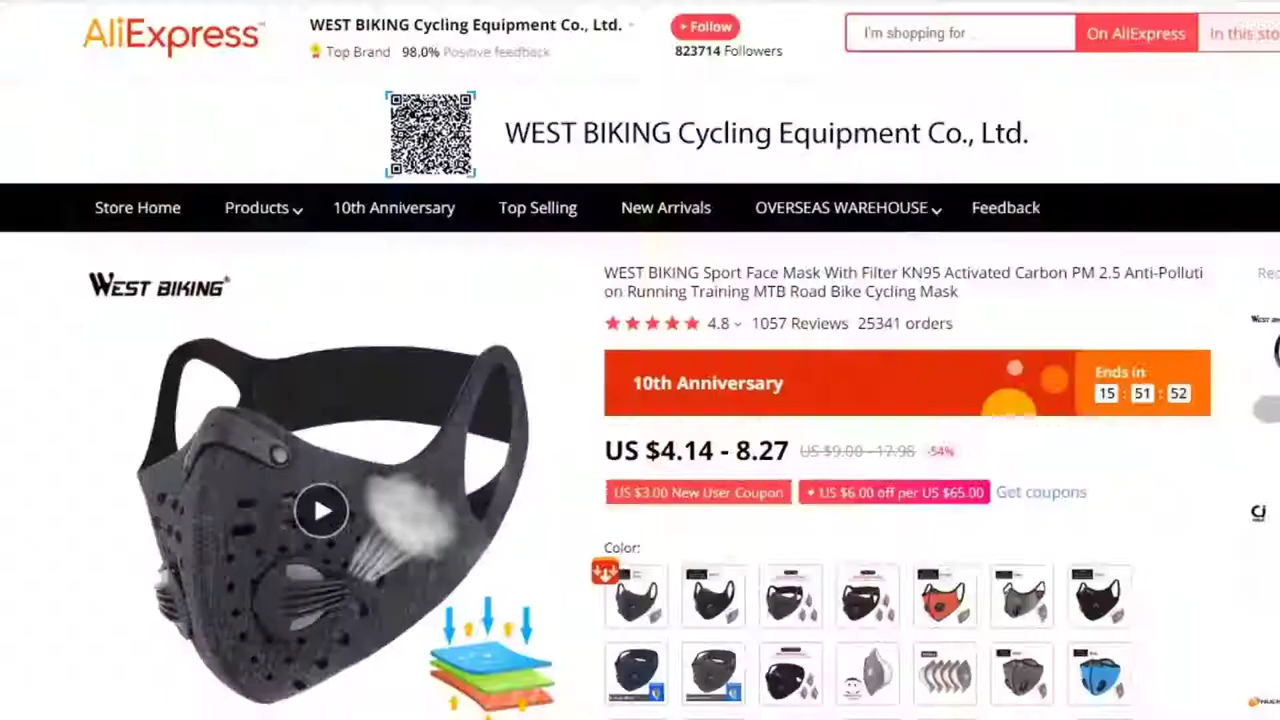 AliExpress
WEST BIKING Cycling Equipment Co., Ltd.
Top Brand 98.0% Positive feedback
+ Follow
823714 Followers
I'm shopping for
On AliExpress
In this sto
WEST BIKING Cycling Equipment Co., Ltd.
Store Home Products 10th Anniversary Top Selling New Arrivals OVERSEAS WAREHOUSE Feedback
WEST BIKING®
WEST BIKING Sport Face Mask With Filter KN95 Activated Carbon PM 2.5 Anti-Polluti
on Running Training MTB Road Bike Cycling Mask
4.8 1057 Reviews 25341 orders
10th Anniversary
Ends in
15 : 51 : 52
US $4.14 - 8.27 US $9.00 - 17.98 -54%
US $3.00 New User Coupon
US $6.00 off per US $65.00 Get coupons
Color: